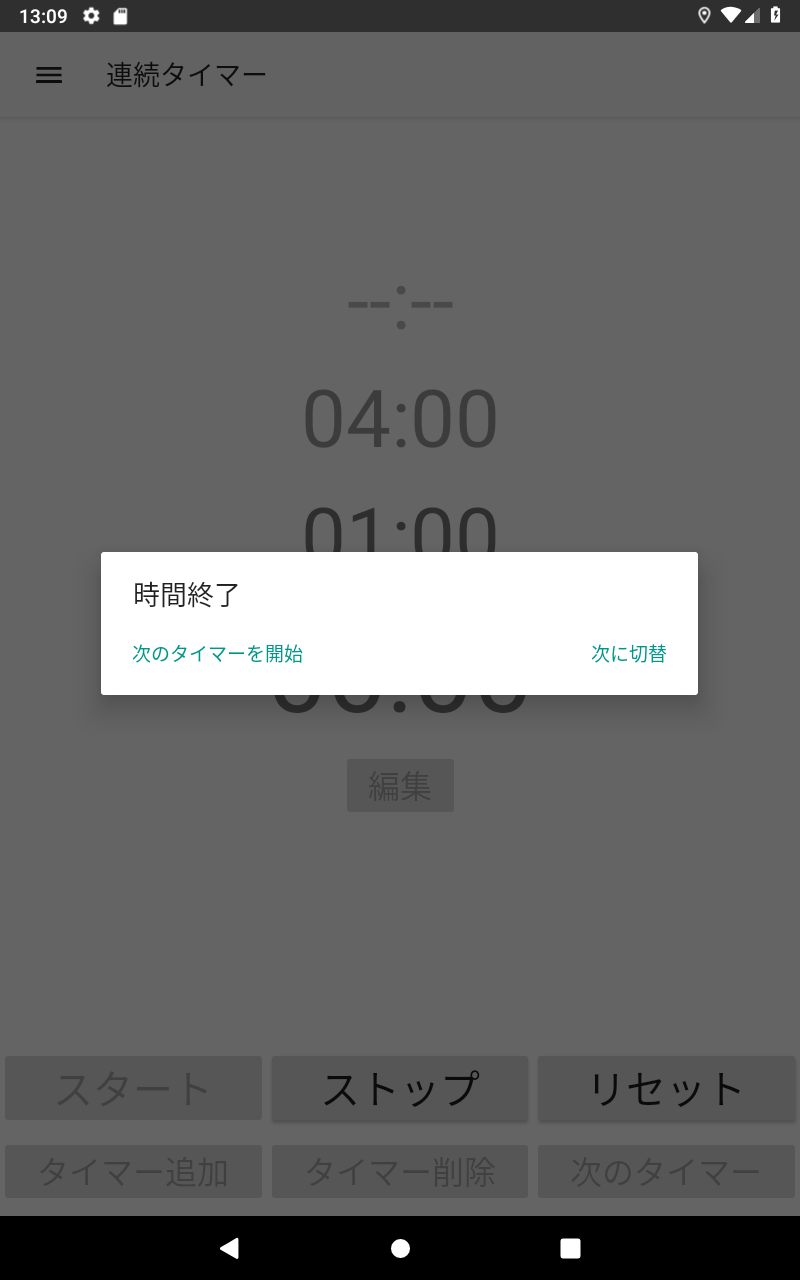 13:09
連続タイマー
--:--
04:00
01:00
時間終了
次のタイマーを開始 次に切替
編集
スタート ストップ リセット
タイマー追加 タイマー削除 次のタイマー